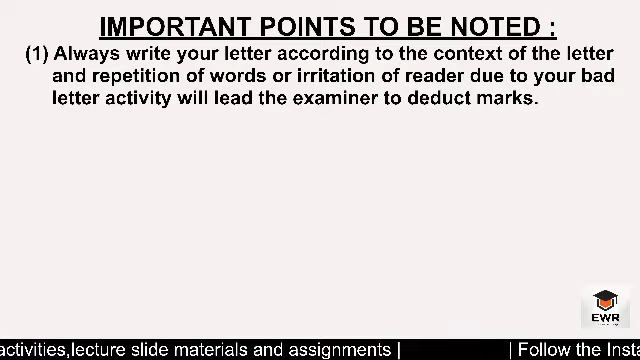 IMPORTANT POINTS TO BE NOTED :
(1) Always write your letter according to the context of the letter
and repetition of words or irritation of reader due to your bad
letter activity will lead the examiner to deduct marks.
EWR
activities,lecture slide materials and assignments | | Follow the Insta